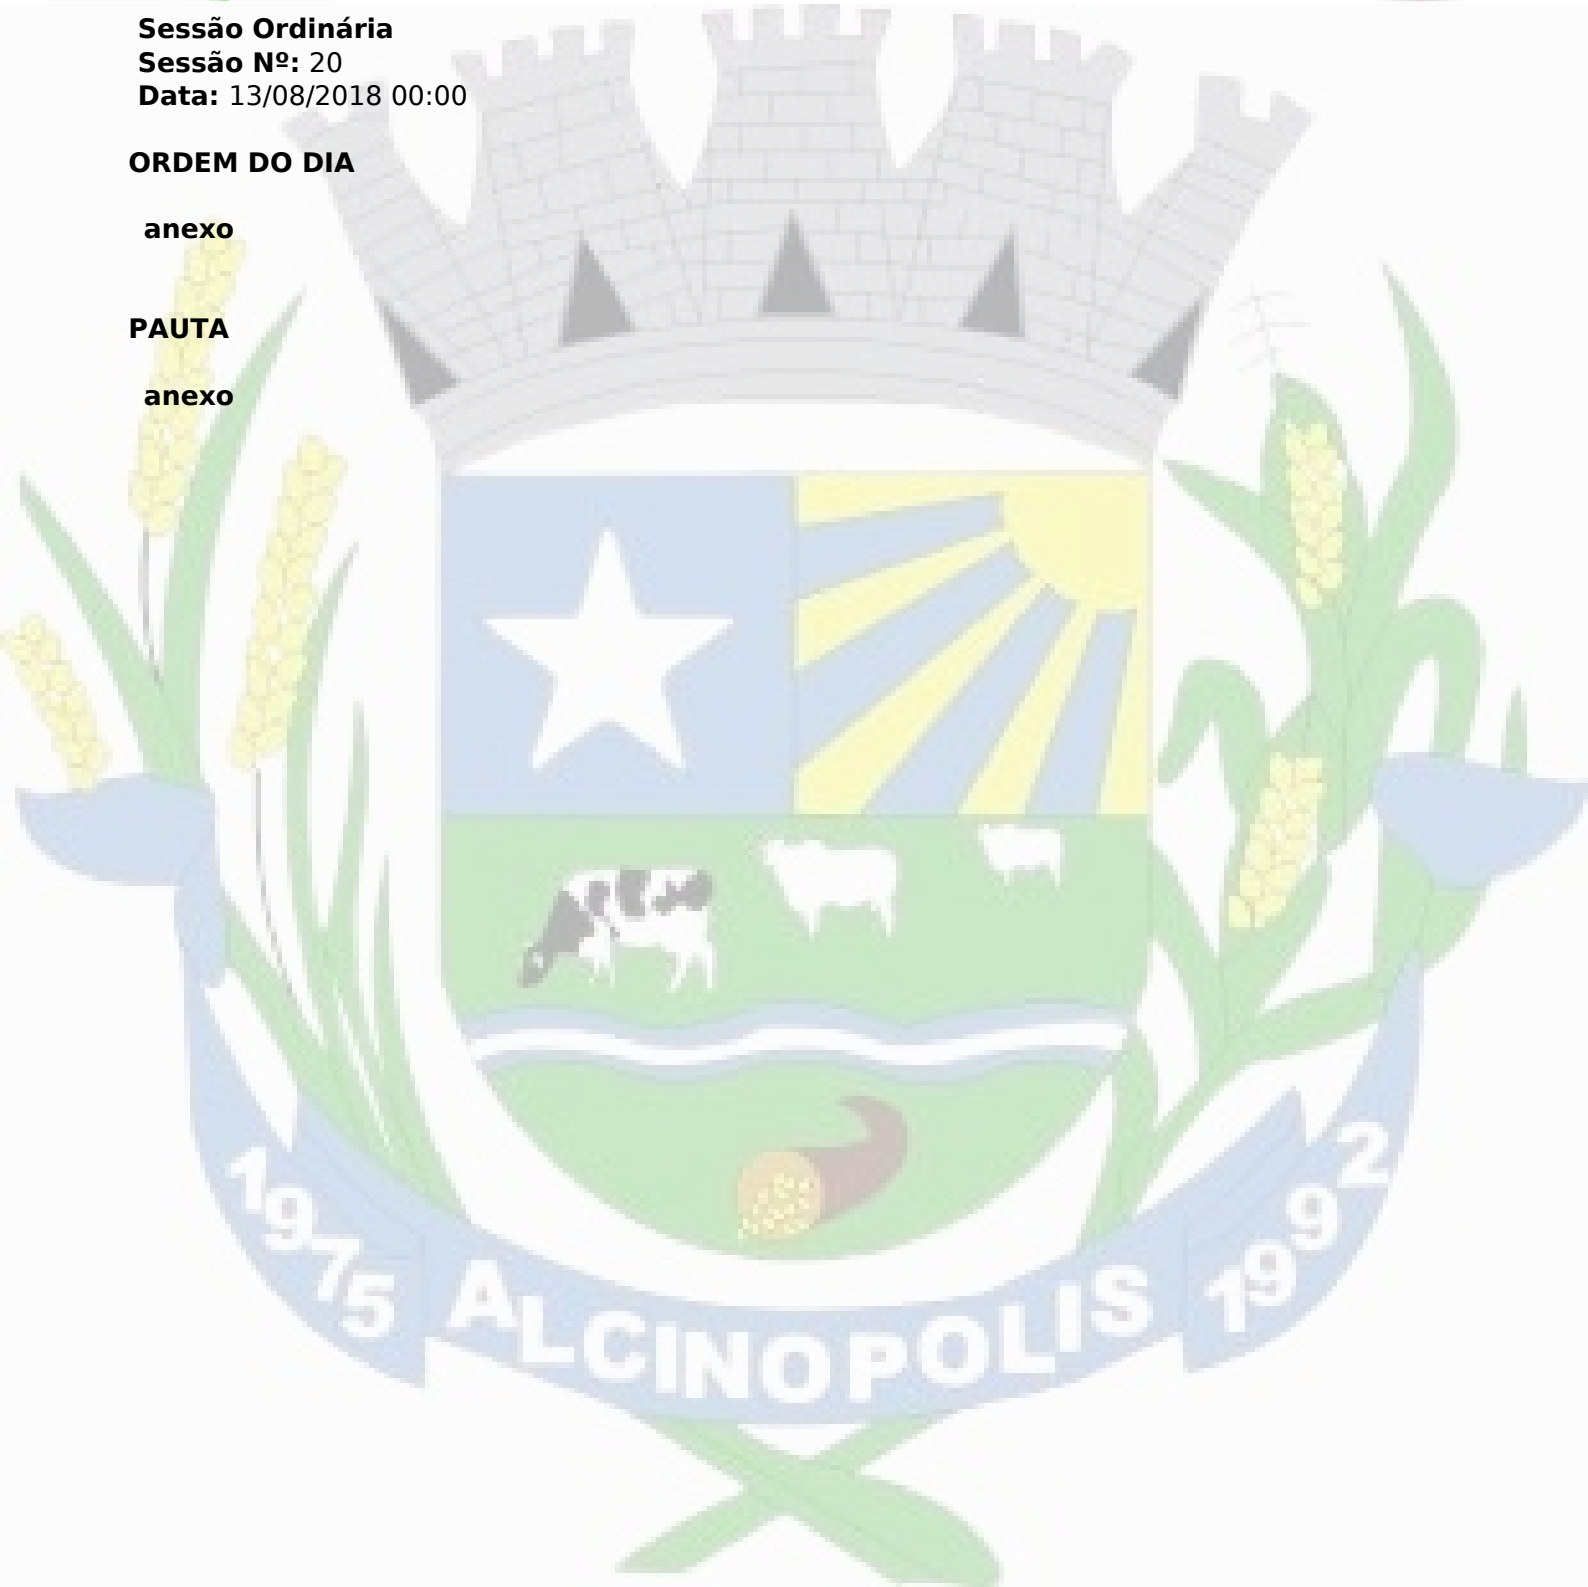 Sessão Ordinária
Sessão Nº: 20
Data: 13/08/2018 00:00
ORDEM DO DIA
anexo
PAUTA
anexo
1975
ALCINOPOLIS
1992